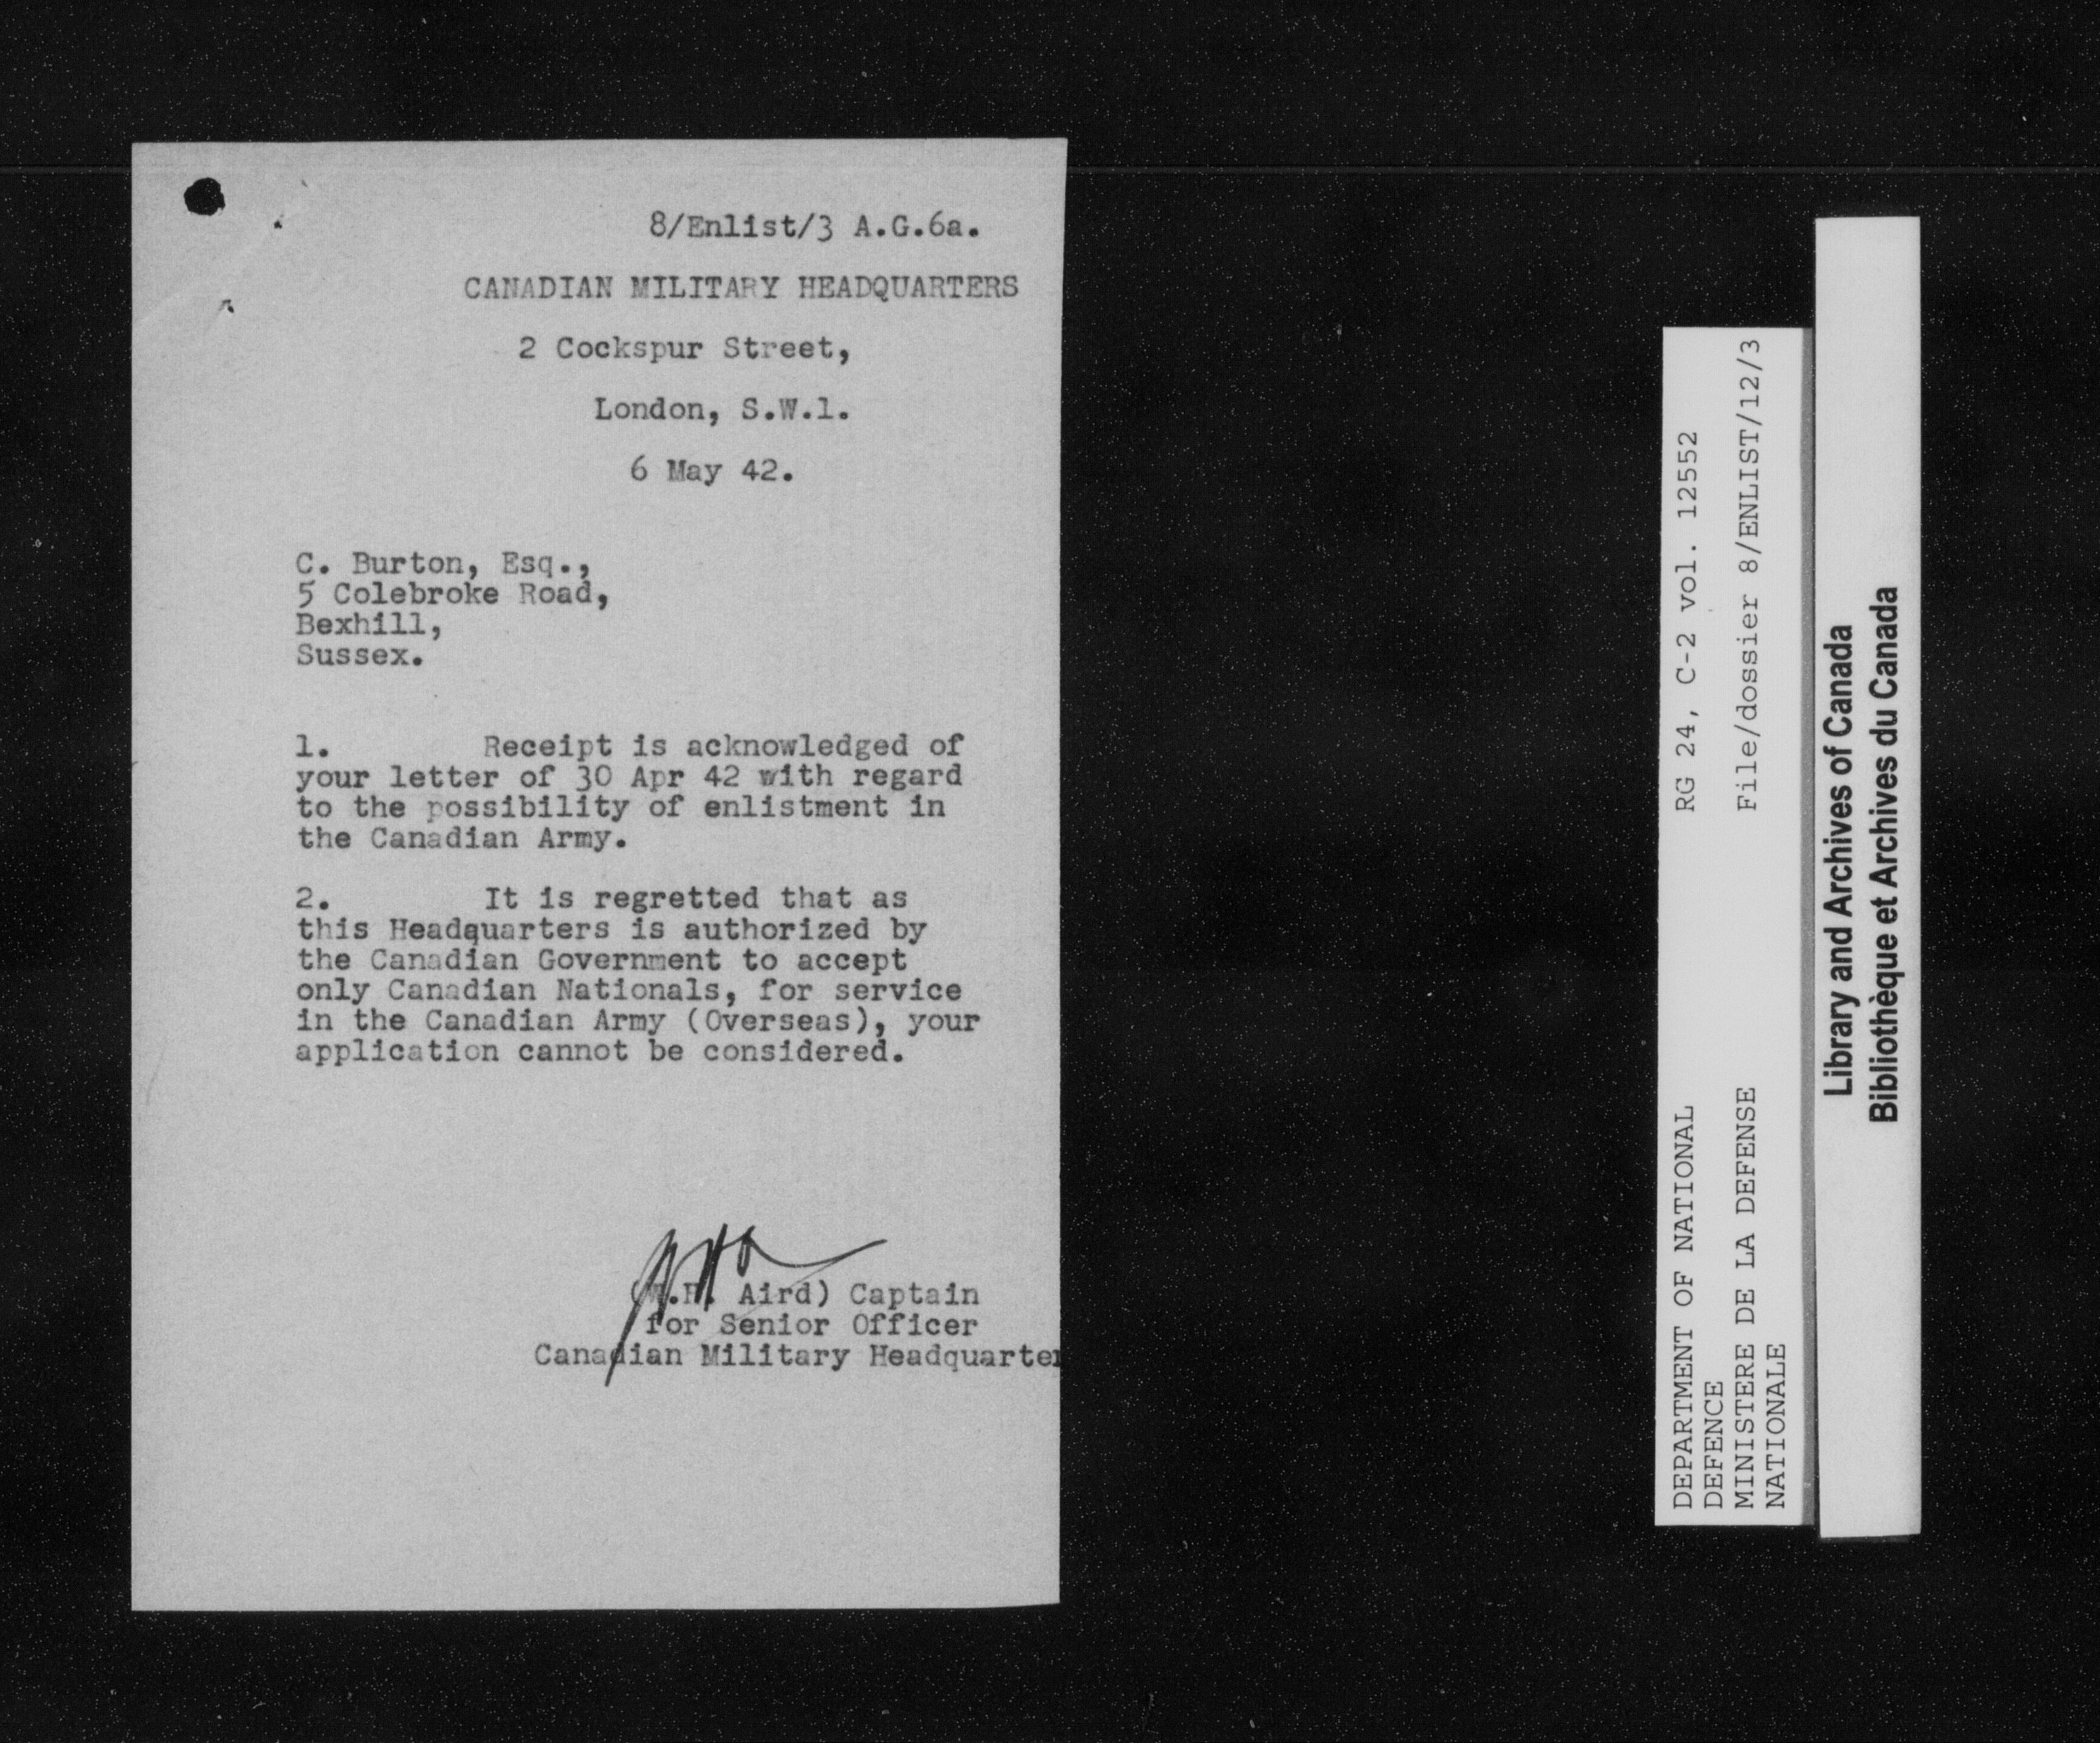 8/Enlist/3 A.G.6a.
CANADIAN MILITARY HEADQUARTERS
2 Cockspur Street,
London, S.W.1.
6 May 42.
C. Burton, Esq.,
5 Colebroke Road,
Bexhill,
Sussex.
1. Receipt is acknowledged of
your letter of 30 Apr 42 with regard
to the possibility of enlistment in
the Canadian Army.
2. It is regretted that as
this Headquarters is authorized by
the Canadian Government to accept
only Canadian Nationals, for service
in the Canadian Army (Overseas), your
application cannot be considered.
Aird) Captain
for Senior Officer
Canadian Military Headquarter
DEPARTMENT OF NATIONAL
DEFENCE
MINISTERE DE LA DEFENSE
NATIONALE
RG 24, C-2 vol. 12552
File/dossier 8/ENLIST/12/3
Library and Archives of Canada
Bibliothèque et Archives du Canada